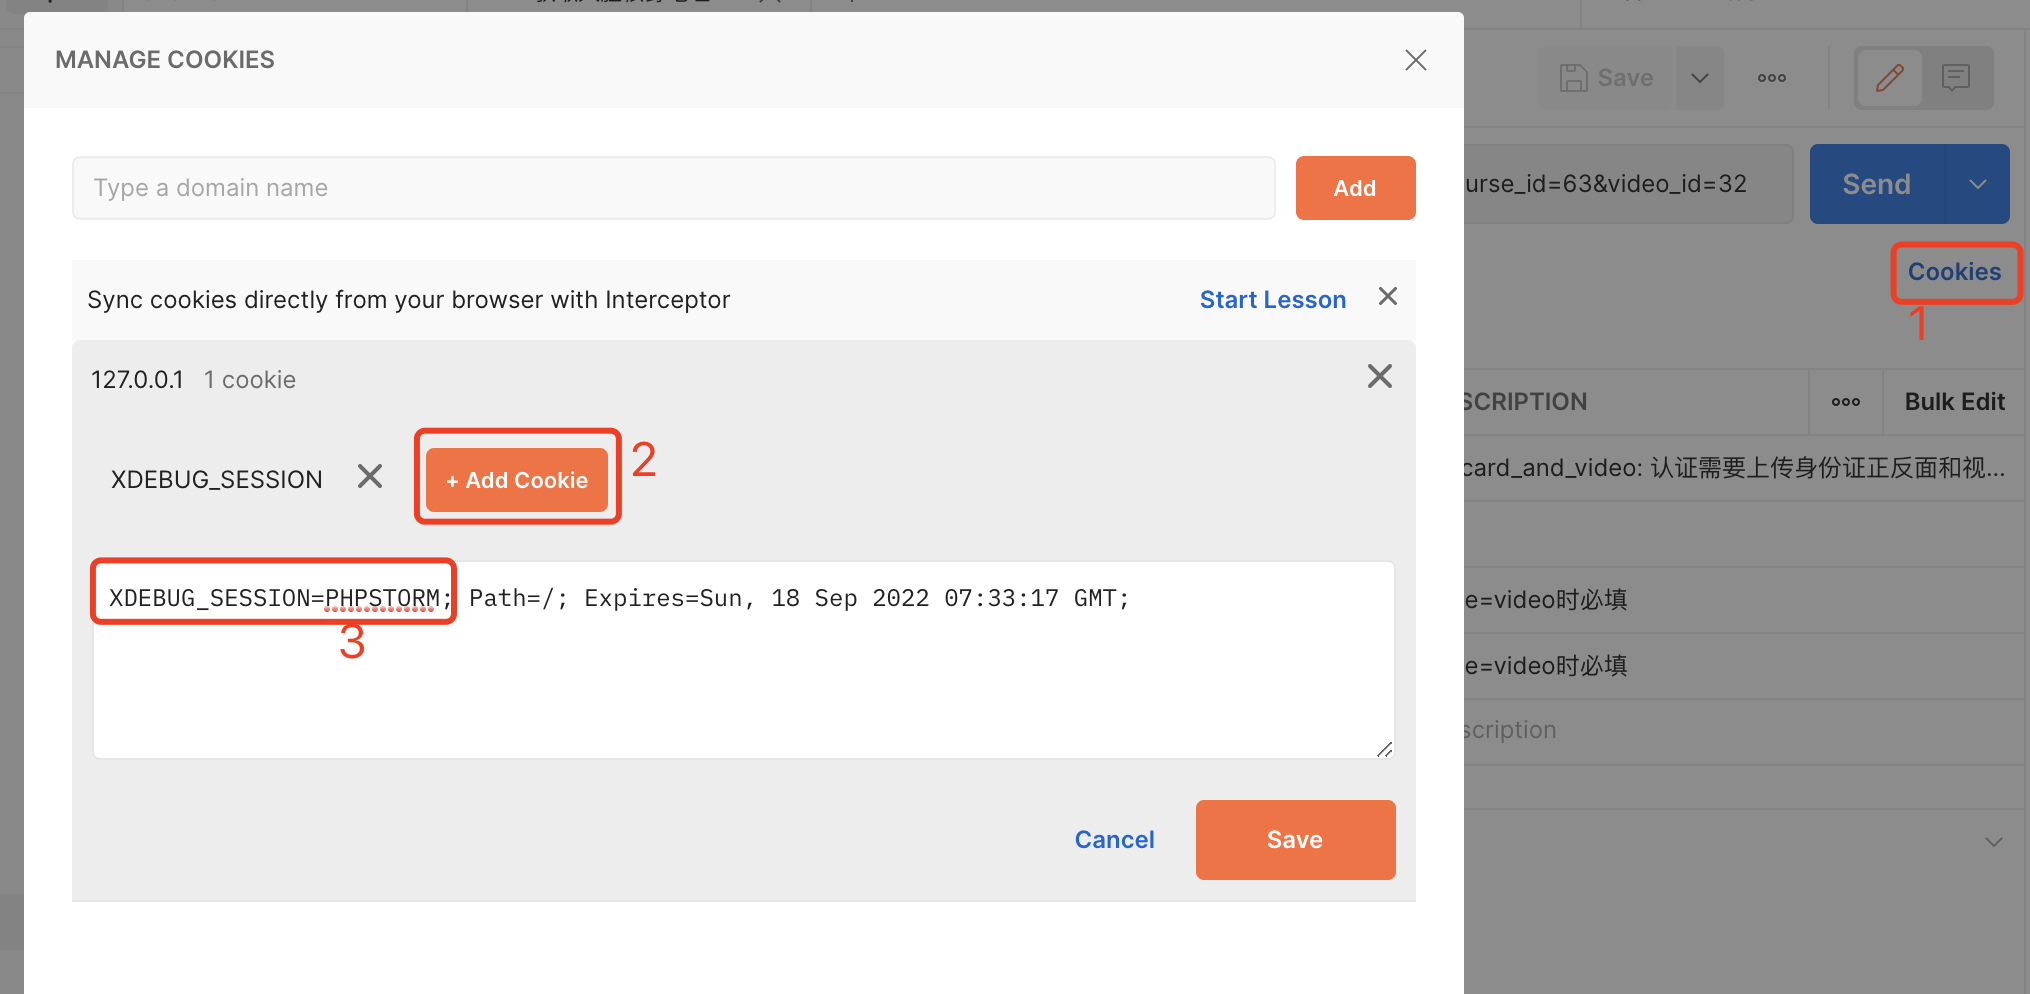 MANAGE COOKIES
Save
Type a domain name
Add
urse_id=63&video_id=32
Send
Sync cookies directly from your browser with Interceptor
Start Lesson
Cookies
1
127.0.0.1 1 cookie
SCRIPTION
Bulk Edit
XDEBUG_SESSION
+ Add Cookie
2
card_and_video: 认证需要上传身份证正反面和视...
XDEBUG_SESSION=PHPSTORM; Path=/; Expires=Sun, 18 Sep 2022 07:33:17 GMT;
3
e=video时必填
e=video时必填
scription
Cancel
Save